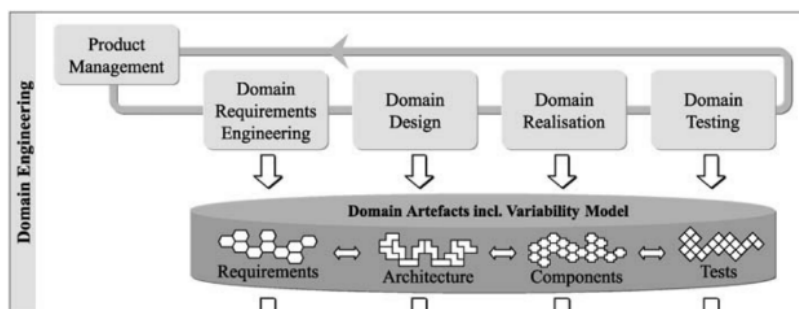 Domain Engineering
Product
Management
Domain
Requirements
Engineering
Domain
Design
Domain
Realisation
Domain
Testing
Domain Artefacts incl. Variability Model
Requirements
Architecture
Components
Tests